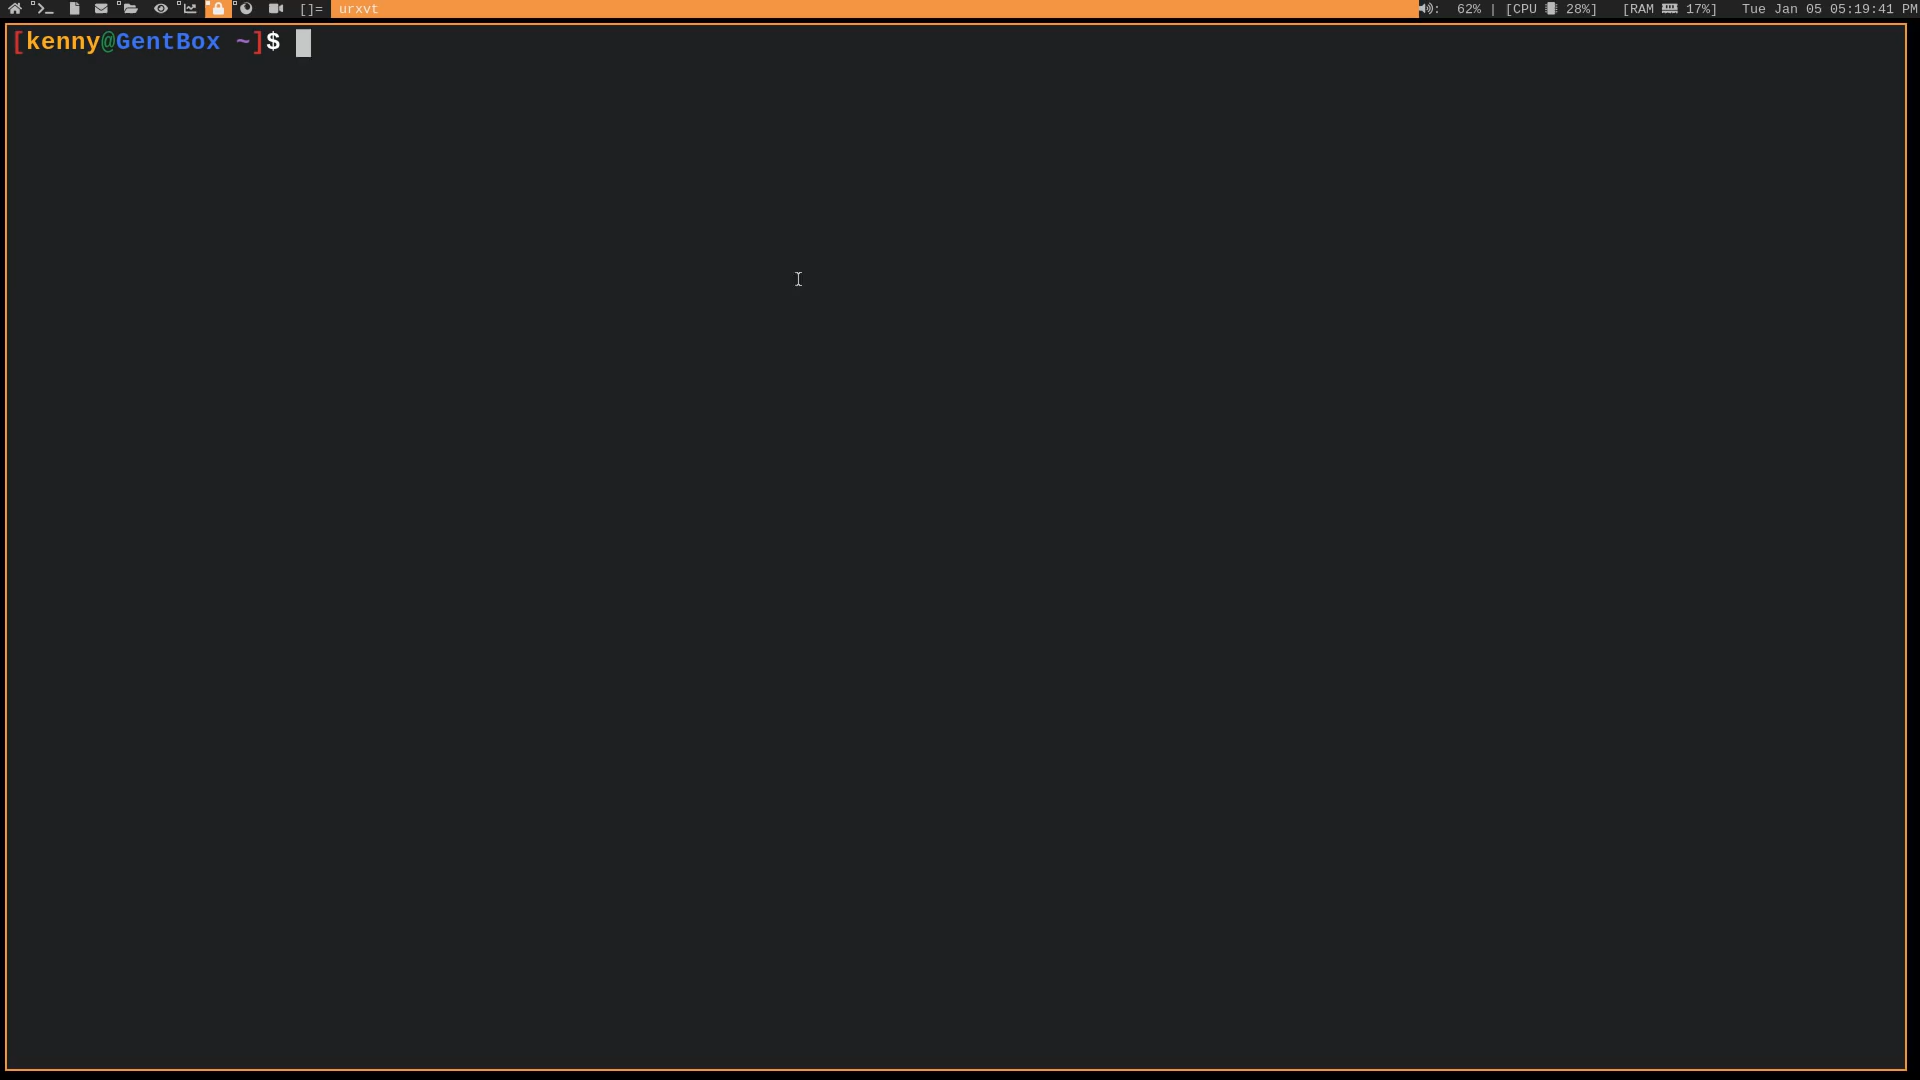 []= urxvt : 62% | [CPU 28%] [RAM 17%] Tue Jan 05 05:19:41 PM
[kenny@GentBox ~]$